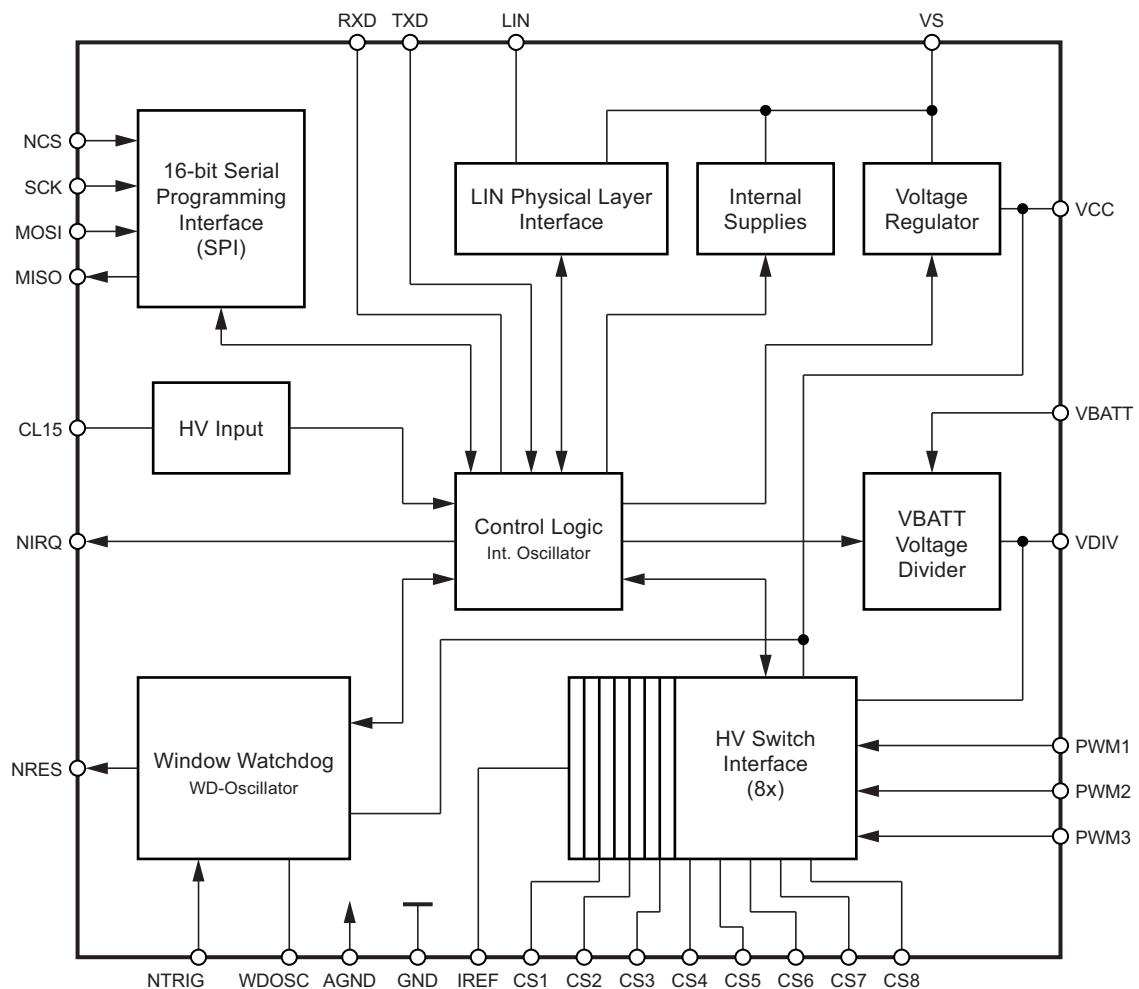 RXD
TXD
LIN
VS
NCS
SCK
MOSI
MISO
16-bit Serial
Programming
Interface
(SPI)
LIN Physical Layer
Interface
Internal
Supplies
Voltage
Regulator
VCC
CL15
HV Input
VBATT
NIRQ
Control Logic
Int. Oscillator
VBATT
Voltage
Divider
VDIV
NRES
Window Watchdog
WD-Oscillator
HV Switch
Interface
(8x)
PWM1
PWM2
PWM3
NTRIG
WDOSC
AGND
GND
IREF
CS1
CS2
CS3
CS4
CS5
CS6
CS7
CS8